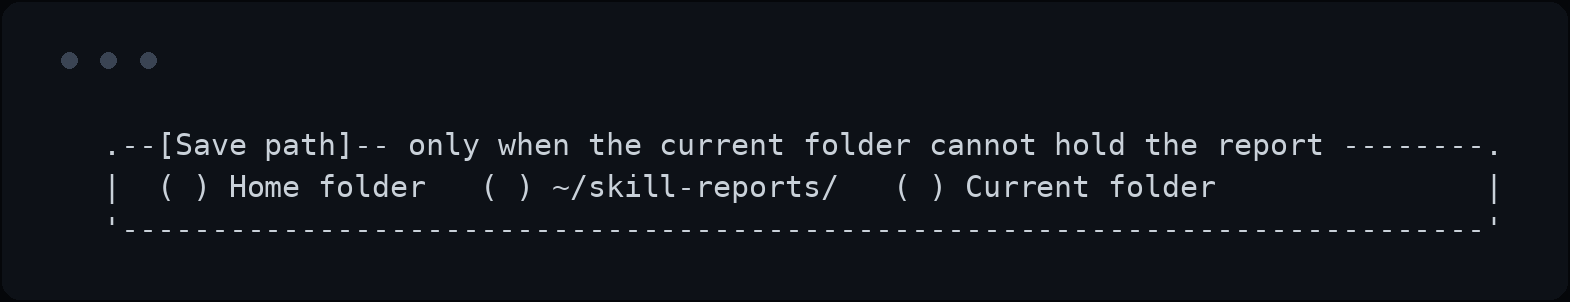 .--[Save path]-- only when the current folder cannot hold the report --------.
|  ( ) Home folder   ( ) ~/skill-reports/   ( ) Current folder               |
'----------------------------------------------------------------------------'